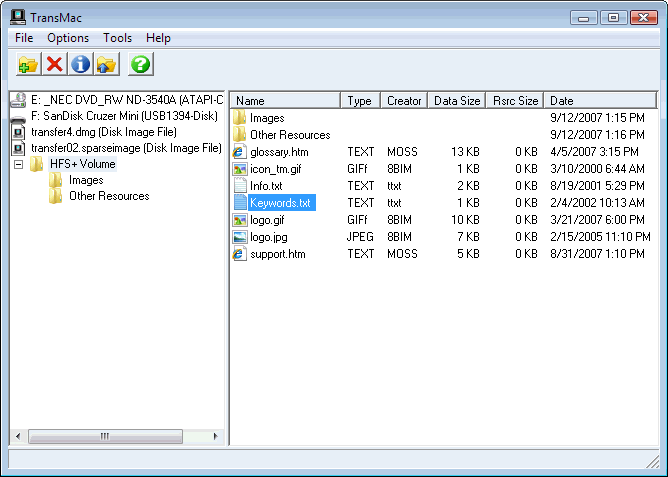 TransMac
File Options Tools Help
E: _NEC DVD_RW ND-3540A (ATAPI-C
F: SanDisk Cruzer Mini (USB1394-Disk)
transfer4.dmg (Disk Image File)
transfer02.sparseimage (Disk Image File)
HFS+ Volume
Images
Other Resources
Name Type Creator Data Size Rsrc Size Date
Images 9/12/2007 1:15 PM
Other Resources 9/12/2007 1:16 PM
glossary.htm TEXT MOSS 13 KB 0 KB 4/5/2007 3:15 PM
icon_tm.gif GIFf 8BIM 1 KB 0 KB 3/10/2000 6:44 AM
Info.txt TEXT ttxt 2 KB 0 KB 8/19/2001 5:29 PM
Keywords.txt TEXT ttxt 1 KB 0 KB 2/4/2002 10:13 AM
logo.gif GIFf 8BIM 10 KB 0 KB 3/21/2007 6:00 PM
logo.jpg JPEG 8BIM 7 KB 0 KB 2/15/2005 11:10 PM
support.htm TEXT MOSS 5 KB 0 KB 8/31/2007 1:10 PM